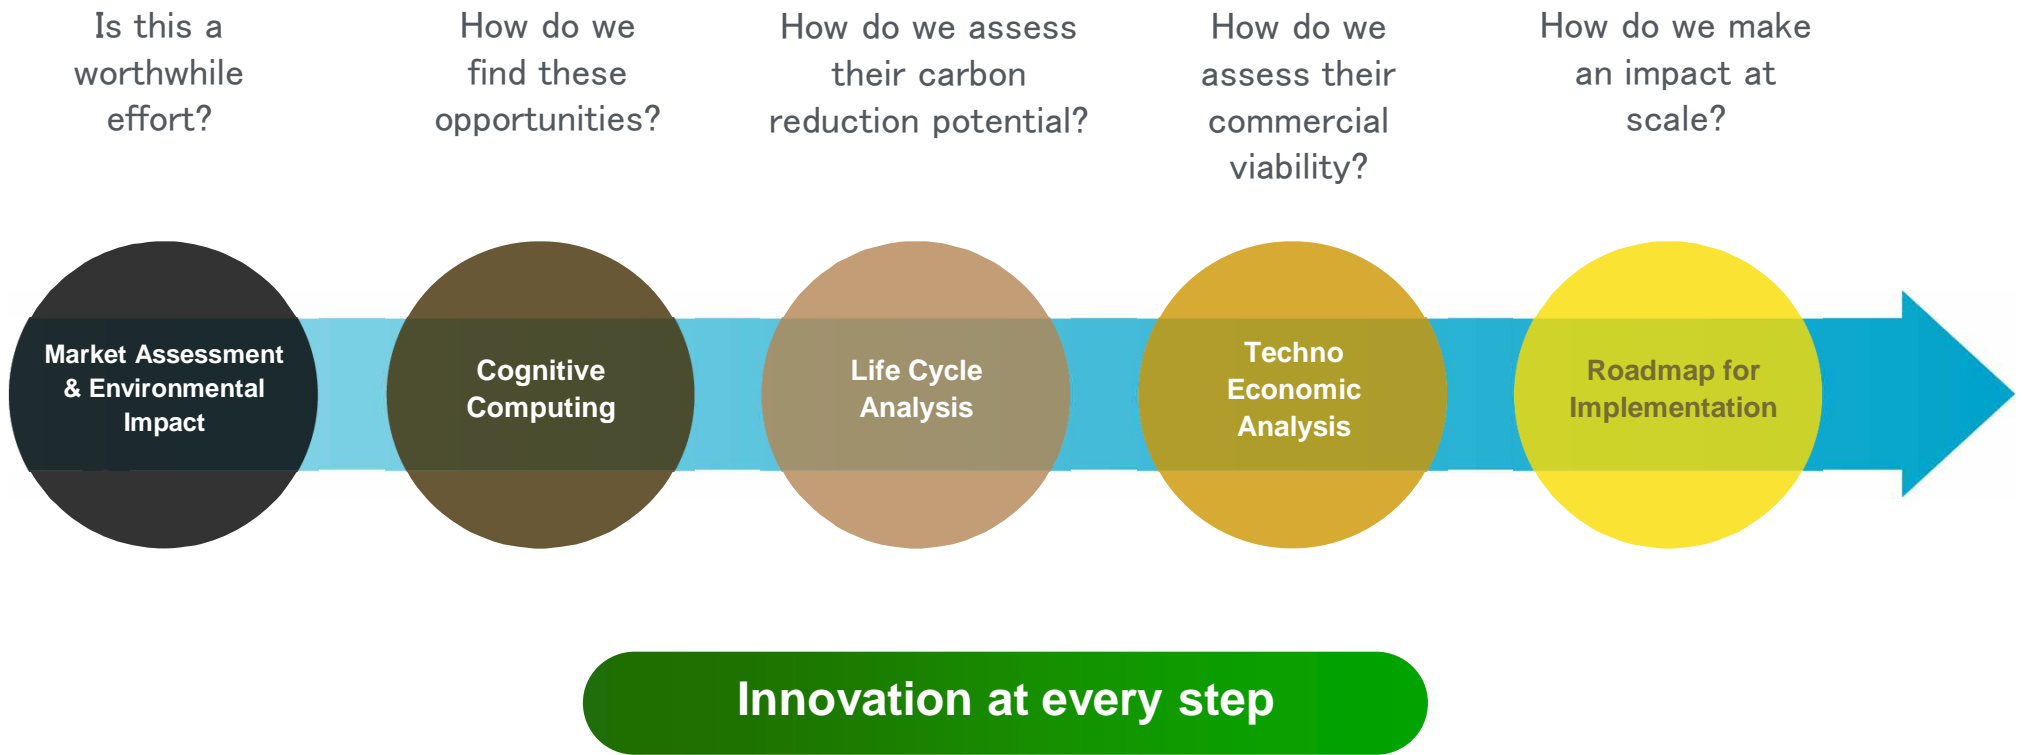 Is this a
worthwhile
effort?
How do we
find these
opportunities?
How do we assess
their carbon
reduction potential?
How do we
assess their
commercial
viability?
How do we make
an impact at
scale?
Market Assessment
& Environmental
Impact
Cognitive
Computing
Life Cycle
Analysis
Techno
Economic
Analysis
Roadmap for
Implementation
Innovation at every step